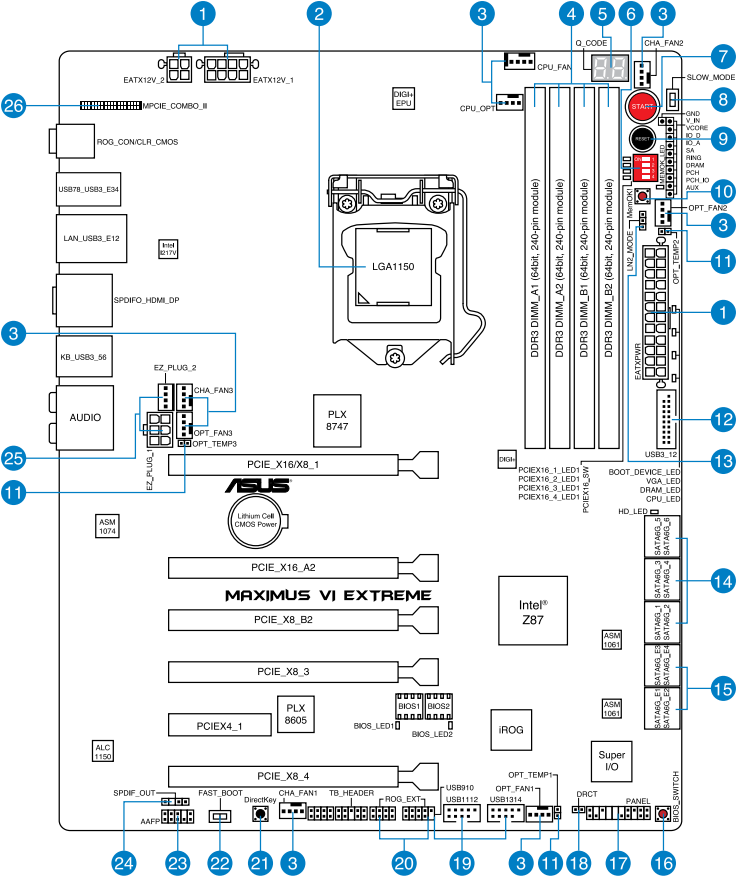 1
2
3
4
5
6
3
7
Q_CODE
88
CHA_FAN2
EATX12V_2
EATX12V_1
CPU_FAN
SLOW_MODE
26
MPCIE_COMBO_II
DIGI+
EPU
CPU_OPT
START
8
GND
V_IN
VCORE
IO_D
IO_A
SA
RING
DRAM
PCH
PCH_IO
AUX
ROG_CON/CLR_CMOS
RESET
9
ON
1
2
3
4
MEMOK_LED
USB78_USB3_E34
MemOK!
10
OPT_FAN2
3
LAN_USB3_E12
Intel
I217V
LGA1150
DDR3 DIMM_A1 (64bit, 240-pin module)
DDR3 DIMM_A2 (64bit, 240-pin module)
DDR3 DIMM_B1 (64bit, 240-pin module)
DDR3 DIMM_B2 (64bit, 240-pin module)
LN2_MODE
OPT_TEMP2
11
SPDIFO_HDMI_DP
EATXPWR
1
3
KB_USB3_56
EZ_PLUG_2
CHA_FAN3
AUDIO
PLX
8747
12
OPT_FAN3
OPT_TEMP3
25
EZ_PLUG_1
USB3_12
DIGI+
13
11
PCIE_X16/X8_1
PCIEX16_1_LED1
PCIEX16_2_LED1
PCIEX16_3_LED1
PCIEX16_4_LED1
PCIEX16_SW
BOOT_DEVICE_LED
VGA_LED
DRAM_LED
CPU_LED
ASUS
HD_LED
ASM
1074
Lithium Cell
CMOS Power
SATA6G_5
SATA6G_6
SATA6G_3
SATA6G_4
14
PCIE_X16_A2
MAXIMUS VI EXTREME
Intel®
Z87
SATA6G_1
SATA6G_2
PCIE_X8_B2
ASM
1061
SATA6G_E3
SATA6G_E4
PCIE_X8_3
15
SATA6G_E1
SATA6G_E2
PLX
8605
BIOS1
BIOS2
ASM
1061
PCIEX4_1
BIOS_LED1
BIOS_LED2
iROG
ALC
1150
Super
I/O
PCIE_X8_4
SPDIF_OUT
FAST_BOOT
DirectKey
CHA_FAN1
TB_HEADER
ROG_EXT
USB910
USB1112
USB1314
OPT_TEMP1
OPT_FAN1
DRCT
PANEL
BIOS_SWITCH
AAFP
24
23
22
21
3
20
19
3
11
18
17
16